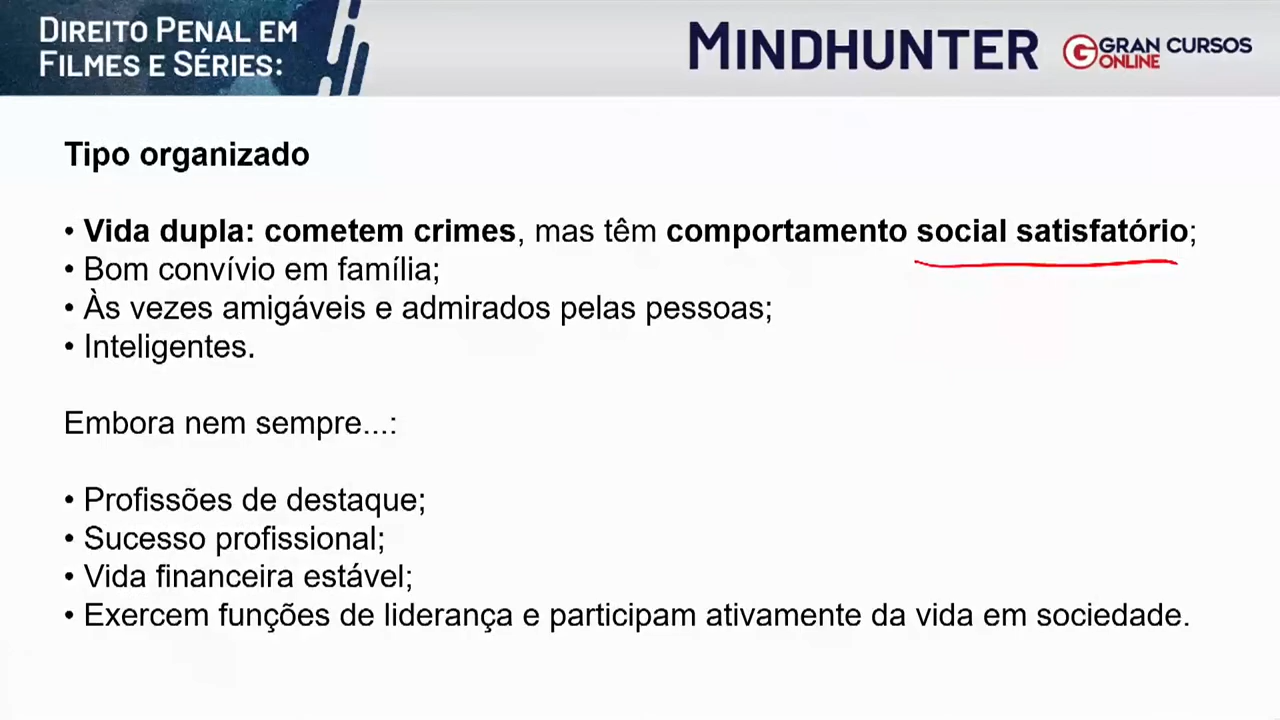 DIREITO PENAL EM
FILMES E SÉRIES:
MINDHUNTER
GRAN CURSOS
ONLINE
Tipo organizado
• Vida dupla: cometem crimes, mas têm comportamento social satisfatório;
• Bom convívio em família;
• Às vezes amigáveis e admirados pelas pessoas;
• Inteligentes.
Embora nem sempre...:
• Profissões de destaque;
• Sucesso profissional;
• Vida financeira estável;
• Exercem funções de liderança e participam ativamente da vida em sociedade.